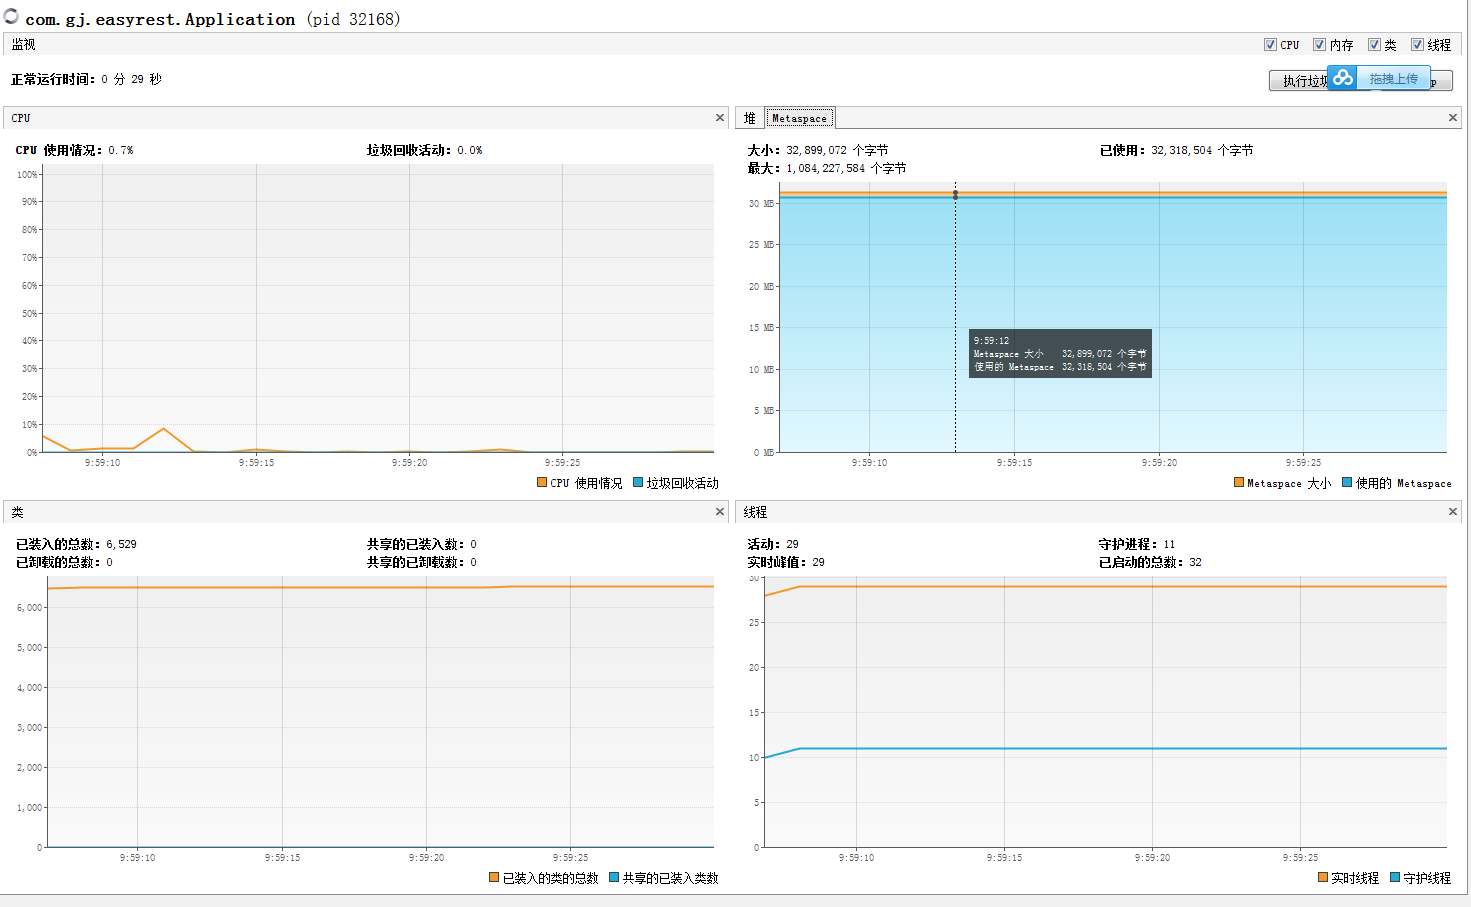 com.gj.easyrest.Application (pid 32168)
监视
CPU 内存 类 线程
正常运行时间: 0 分 29 秒
执行垃圾
拖拽上传
p
CPU
CPU 使用情况: 0.7%
垃圾回收活动: 0.0%
100%
90%
80%
70%
60%
50%
40%
30%
20%
10%
0%
9:59:10 9:59:15 9:59:20 9:59:25
CPU 使用情况 垃圾回收活动
堆 Metaspace
大小: 32,899,072 个字节
已使用: 32,318,504 个字节
最大: 1,084,227,584 个字节
30 MB
25 MB
20 MB
15 MB
10 MB
5 MB
0 MB
9:59:12
Metaspace 大小 32,899,072 个字节
使用的 Metaspace 32,318,504 个字节
9:59:10 9:59:15 9:59:20 9:59:25
Metaspace 大小 使用的 Metaspace
类
已装入的总数: 6,529
共享的已装入数: 0
已卸载的总数: 0
共享的已卸载数: 0
6,000
5,000
4,000
3,000
2,000
1,000
0
9:59:10 9:59:15 9:59:20 9:59:25
已装入的类的总数 共享的已装入类数
线程
活动: 29
守护进程: 11
实时峰值: 29
已启动的总数: 32
30
25
20
15
10
5
0
9:59:10 9:59:15 9:59:20 9:59:25
实时线程 守护线程